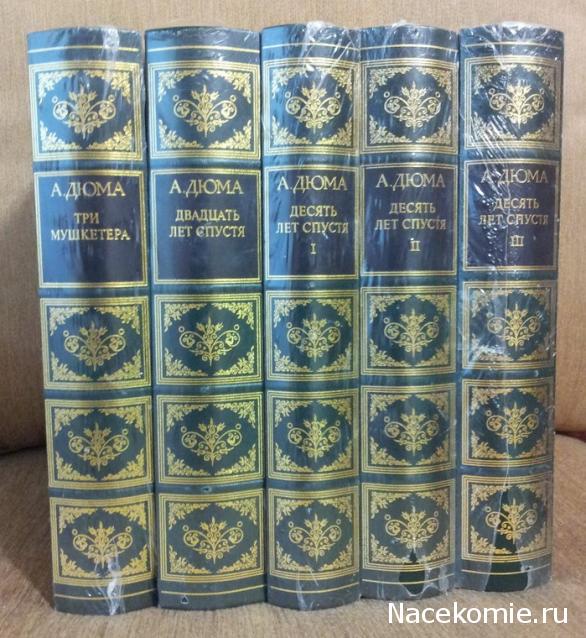 А. ДЮМА
ТРИ
МУШКЕТЕРА
А. ДЮМА
ДВАДЦАТЬ
ЛЕТ СПУСТЯ
А. ДЮМА
ДЕСЯТЬ
ЛЕТ СПУСТЯ
I
А. ДЮМА
ДЕСЯТЬ
ЛЕТ СПУСТЯ
II
А. ДЮМА
ДЕСЯТЬ
ЛЕТ СПУСТЯ
III
Nacekomie.ru